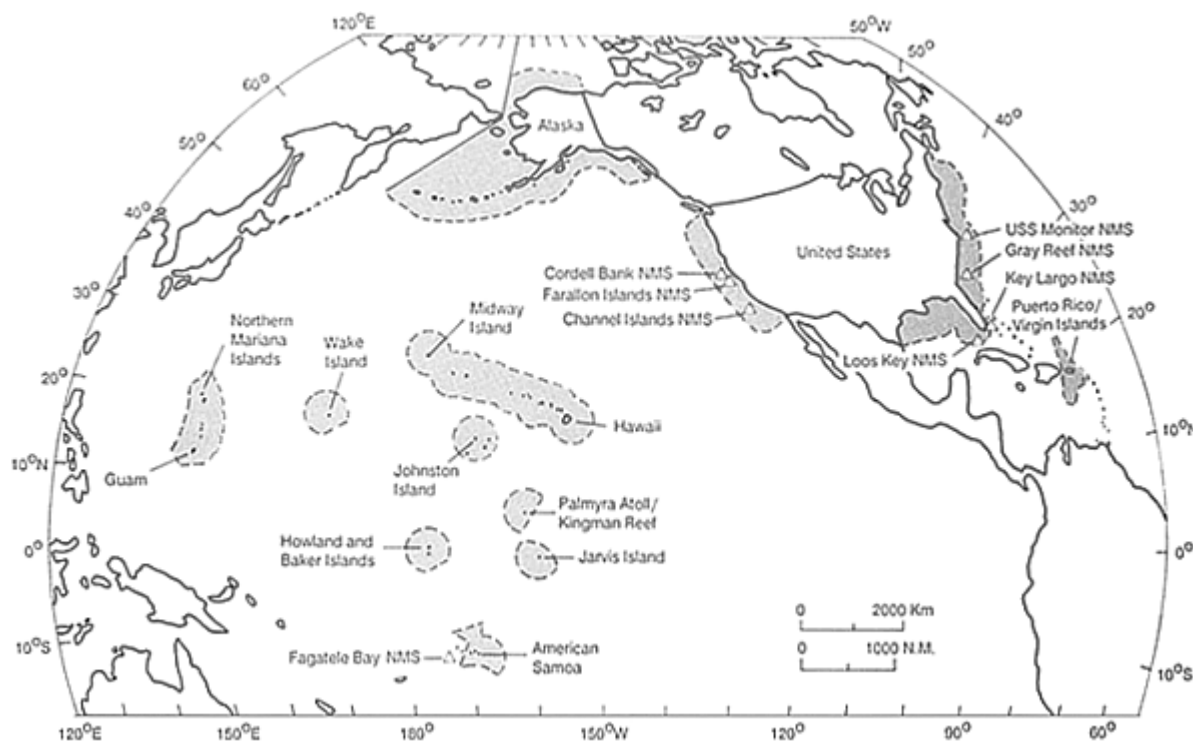 120°E
50°W
60°
50°
50°
40°
40°
30°
30°
20°
20°
10°N
10°N
0°
0°
10°S
10°S
Alaska
United States
USS Monitor NMS
Gray Reef NMS
Key Largo NMS
Puerto Rico/
Virgin Islands
Loos Key NMS
Cordell Bank NMS
Farallon Islands NMS
Channel Islands NMS
Midway
Island
Northern
Mariana
Islands
Wake
Island
Hawaii
Guam
Johnston
Island
Palmyra Atoll/
Kingman Reef
Howland and
Baker Islands
Jarvis Island
Fagatele Bay NMS
American
Samoa
0 2000 Km
0 1000 N.M.
120°E
150°E
180°
150°W
120°
90°
60°